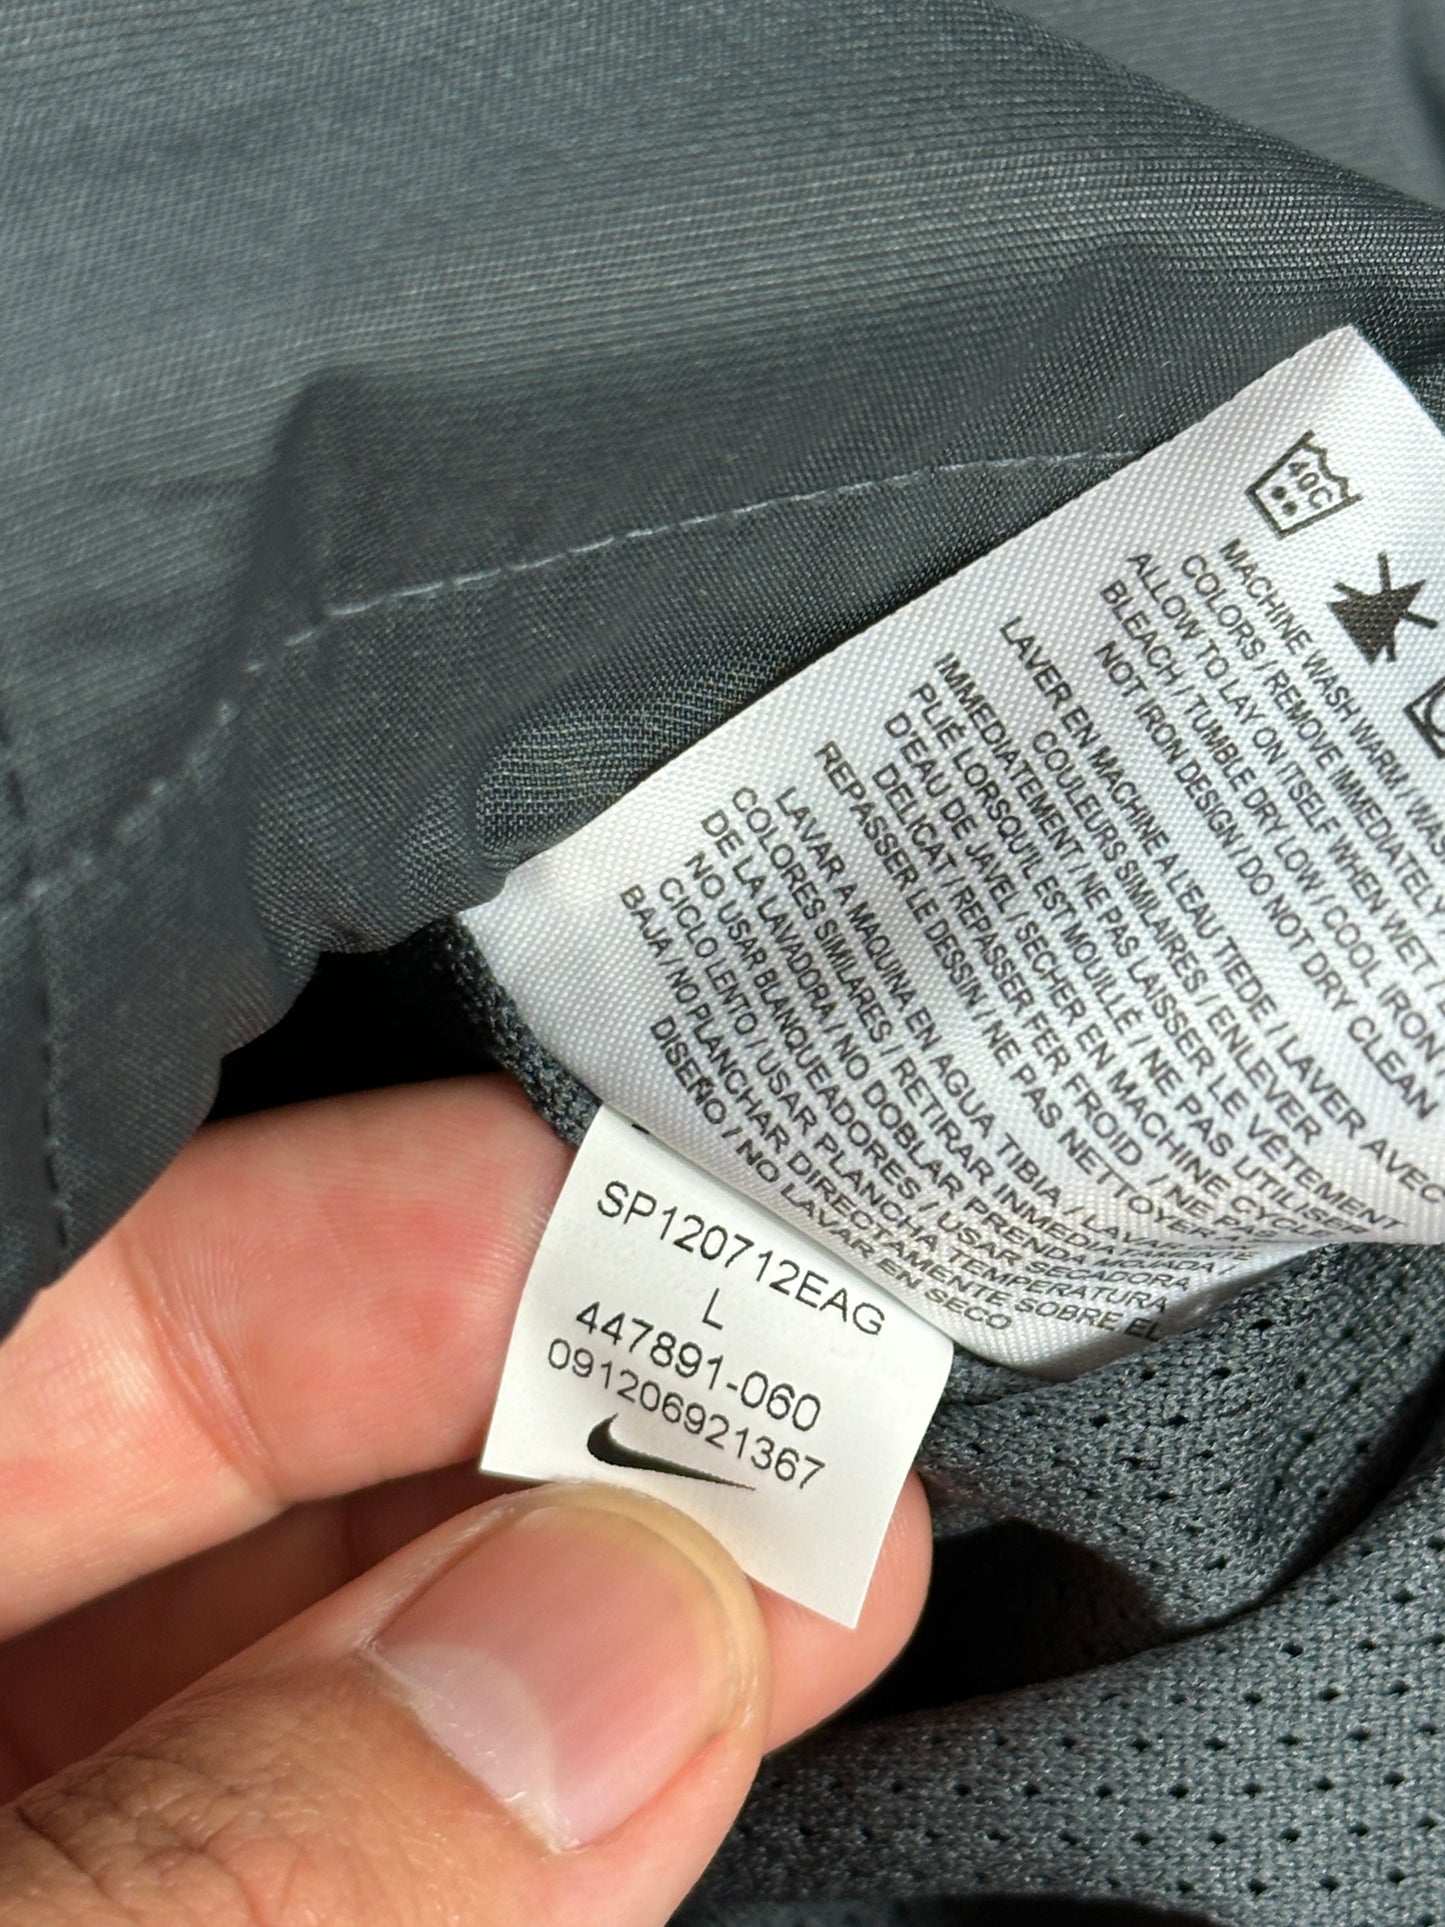 40C
MACHINE WASH WARM / WASH
COLORS / REMOVE IMMEDIATELY
ALLOW TO LAY ON ITSELF WHEN WET /
BLEACH / TUMBLE DRY LOW / COOL IRON
NOT IRON DESIGN / DO NOT DRY CLEAN
LAVER EN MACHINE À L'EAU TIEDE / LAVER AVEC
COULEURS SIMILAIRES / ENLEVER
IMMEDIATEMENT / NE PAS LAISSER LE VÊTEMENT
PLIÉ LORSQU'IL EST MOUILLÉ / NE PAS UTILISER
D'EAU DE JAVEL / SECHER EN MACHINE CYCLE
DELICAT / REPASSER FER FROID / NE PAS
REPASSER LE DESSIN / NE PAS NETTOYER
LAVAR A MAQUINA EN AGUA TIBIA /
COLORES SIMILARES / RETIRAR INMEDIATAMENTE
DE LA LAVADORA / NO DOBLAR PRENDA MOJADA /
NO USAR BLANQUEADORES / USAR SECADORA
CICLO LENTO / USAR PLANCHA TEMPERATURA
BAJA / NO PLANCHAR DIRECTAMENTE SOBRE EL
DISEÑO / NO LAVAR EN SECO
SP120712EAG
L
447891-060
091206921367